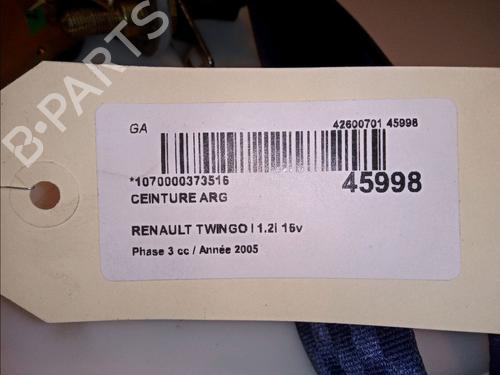 B-PARTS
GA
42600701 45998
*1070000373516
45998
CEINTURE ARG
RENAULT TWINGO I 1.2i 16v
Phase 3 cc / Année 2005